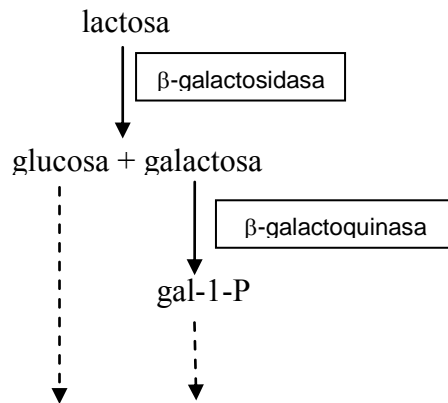 lactosa
β-galactosidasa
glucosa + galactosa
β-galactoquinasa
gal-1-P